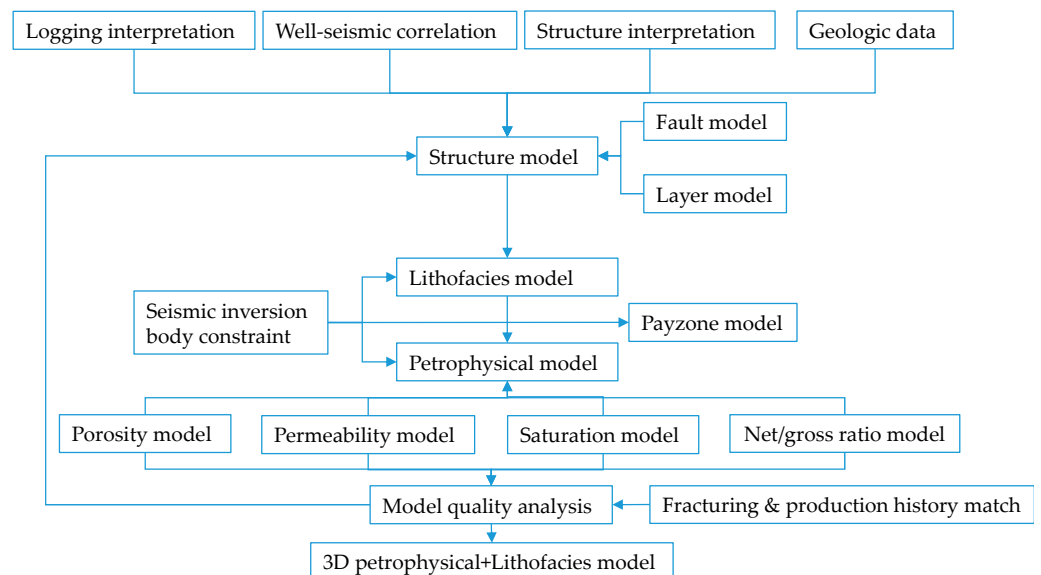 Logging interpretation
Well-seismic correlation
Structure interpretation
Geologic data
Fault model
Structure model
Layer model
Lithofacies model
Seismic inversion
body constraint
Payzone model
Petrophysical model
Porosity model
Permeability model
Saturation model
Net/gross ratio model
Model quality analysis
Fracturing & production history match
3D petrophysical+Lithofacies model